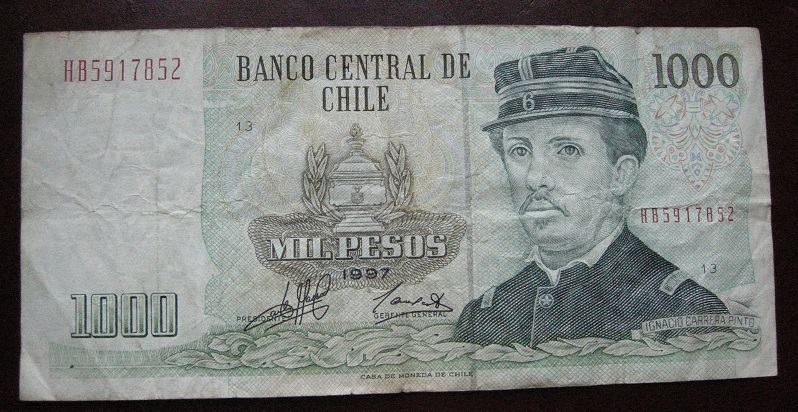 HB5917852
BANCO CENTRAL DE
CHILE
1000
13
6
HB5917852
MIL PESOS
1997
13
1000
PRESIDENTE
GERENTE GENERAL
IGNACIO CARRERA PINTO
CASA DE MONEDA DE CHILE